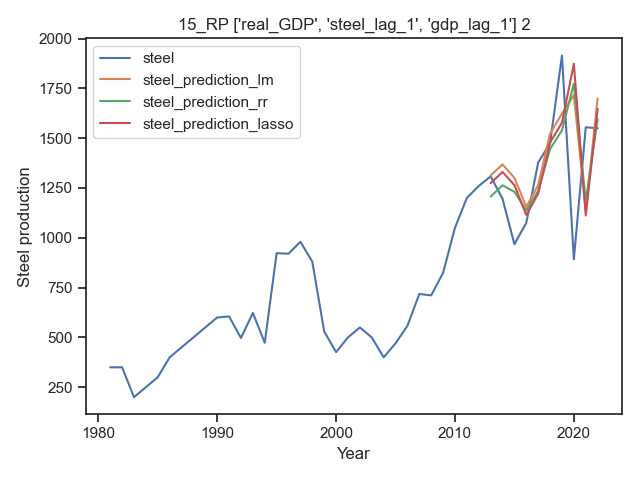 15_RP ['real_GDP', 'steel_lag_1', 'gdp_lag_1'] 2
steel
steel_prediction_lm
steel_prediction_rr
steel_prediction_lasso
Steel production
2000
1750
1500
1250
1000
750
500
250
1980 1990 2000 2010 2020
Year